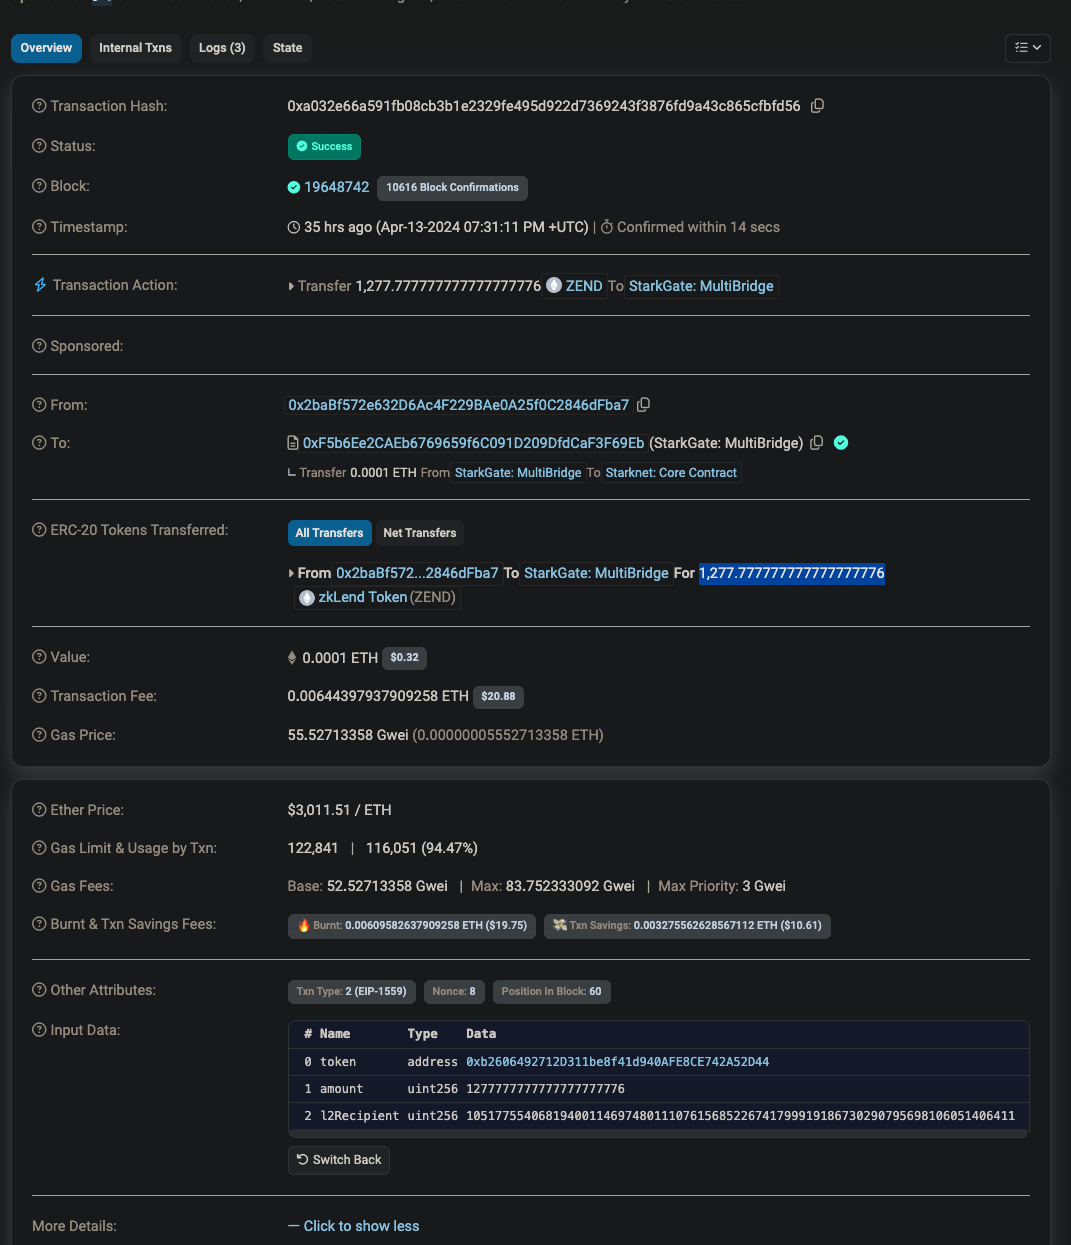 Overview Internal Txns Logs (3) State
Transaction Hash: 0xa032e66a591fb08cb3b1e2329fe495d922d7369243f3876fd9a43c865cfbfd56
Status: Success
Block: 19648742 10616 Block Confirmations
Timestamp: 35 hrs ago (Apr-13-2024 07:31:11 PM +UTC) | Confirmed within 14 secs
Transaction Action: Transfer 1,277.777777777777777776 ZEND To StarkGate: MultiBridge
Sponsored:
From: 0x2baBf572e632D6Ac4F229BAe0A25f0C2846dFba7
To: 0xF5b6Ee2CAEb6769659f6C091D209DfdCaF3F69Eb (StarkGate: MultiBridge)
Transfer 0.0001 ETH From StarkGate: MultiBridge To Starknet: Core Contract
ERC-20 Tokens Transferred: All Transfers Net Transfers
From 0x2baBf572...2846dFba7 To StarkGate: MultiBridge For 1,277.777777777777777776
zkLend Token (ZEND)
Value: 0.0001 ETH $0.32
Transaction Fee: 0.00644397937909258 ETH $20.88
Gas Price: 55.52713358 Gwei (0.00000005552713358 ETH)
Ether Price: $3,011.51 / ETH
Gas Limit & Usage by Txn: 122,841 | 116,051 (94.47%)
Gas Fees: Base: 52.52713358 Gwei | Max: 83.752333092 Gwei | Max Priority: 3 Gwei
Burnt & Txn Savings Fees: Burnt: 0.00609582637909258 ETH ($19.75) Txn Savings: 0.003275562628567112 ETH ($10.61)
Other Attributes: Txn Type: 2 (EIP-1559) Nonce: 8 Position In Block: 60
Input Data: # Name Type Data
0 token address 0xb2606492712D311be8f41d940AFE8CE742A52D44
1 amount uint256 1277777777777777777776
2 l2Recipient uint256 1051775540681940011469748011107615685226741799919186730290795698106051406411
Switch Back
More Details: — Click to show less